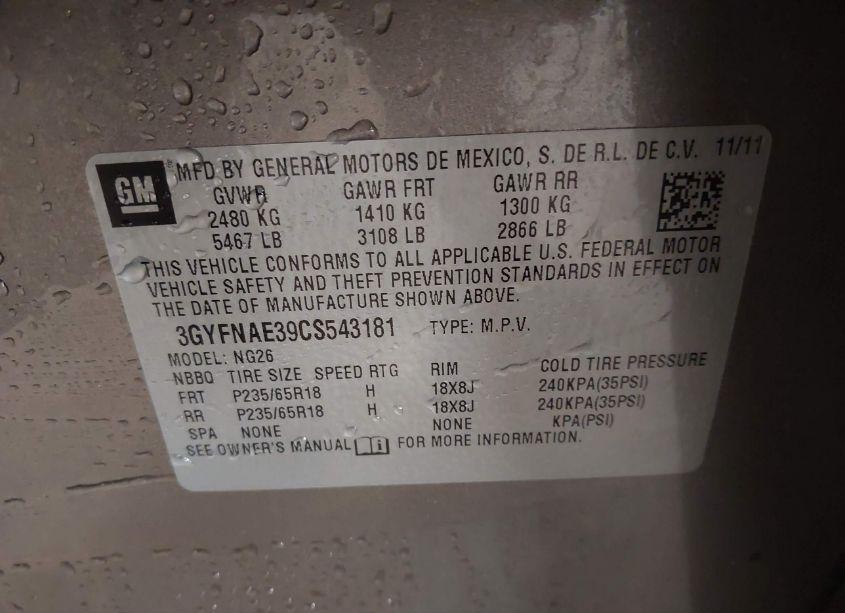 GM
MFD BY GENERAL MOTORS DE MEXICO, S. DE R.L. DE C.V. 11/11
GVWR GAWR FRT GAWR RR
2480 KG 1410 KG 1300 KG
5467 LB 3108 LB 2866 LB
THIS VEHICLE CONFORMS TO ALL APPLICABLE U.S. FEDERAL MOTOR
VEHICLE SAFETY AND THEFT PREVENTION STANDARDS IN EFFECT ON
THE DATE OF MANUFACTURE SHOWN ABOVE.
3GYFNAE39CS543181 TYPE: M.P.V.
MODEL: NG26
NBBQ TIRE SIZE SPEED RTG RIM COLD TIRE PRESSURE
FRT P235/65R18 H 18X8J 240KPA(35PSI)
RR P235/65R18 H 18X8J 240KPA(35PSI)
SPA NONE NONE KPA(PSI)
SEE OWNER'S MANUAL i FOR MORE INFORMATION.